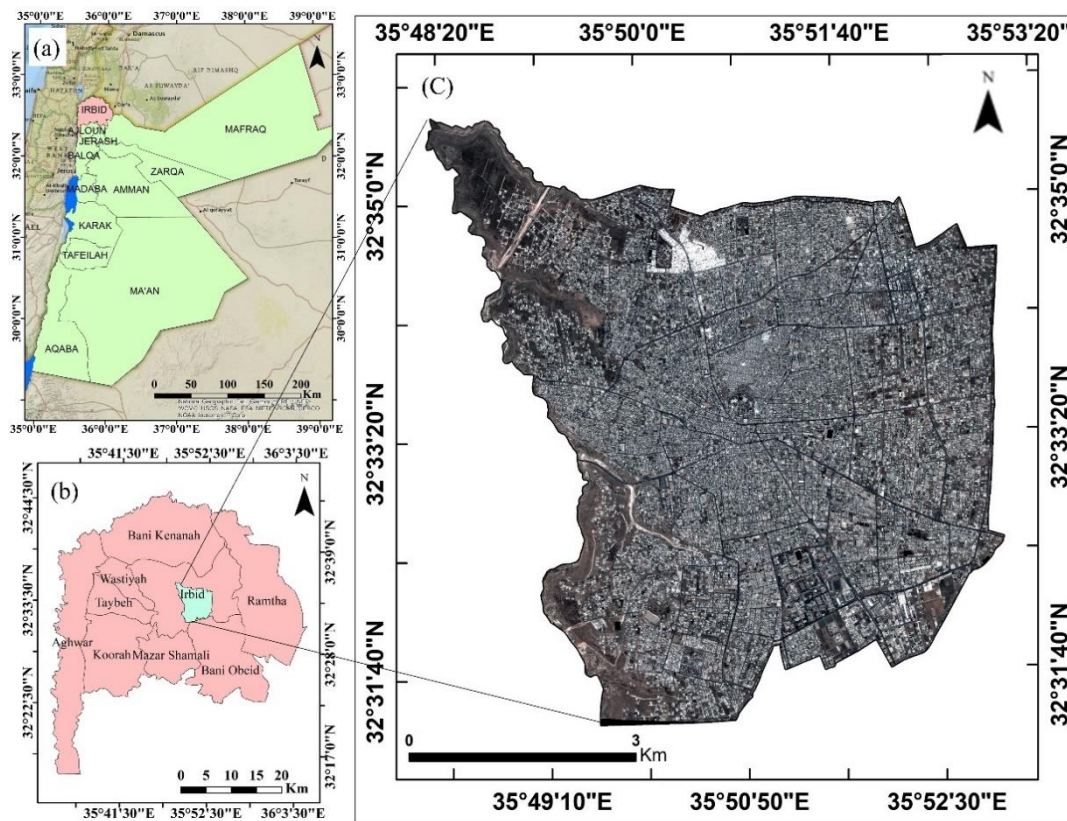 35°0'0"E 36°0'0"E 37°0'0"E 38°0'0"E 39°0'0"E
(a)
N
Damascus
RIF DIMASHQ
AS SUWAYDA'
Dar'a
IRBID
AJLOUN
JERASH
MAFRAQ
BALQA
ZARQA
MADABA
AMMAN
Turayf
KARAK
Al qurayyat
TAFEILAH
MA'AN
AQABA
33°0'0"N
32°0'0"N
31°0'0"N
30°0'0"N
33°0'0"N
32°0'0"N
31°0'0"N
30°0'0"N
0 50 100 150 200
Km
35°0'0"E 36°0'0"E 37°0'0"E 38°0'0"E 39°0'0"E
35°41'30"E 35°52'30"E 36°3'30"E
(b)
N
Bani Kenanah
Wastiyah
Irbid
Taybeh
Ramtha
Aghwar
Koorah
Mazar Shamali
Bani Obeid
32°44'30"N
32°33'30"N
32°22'30"N
32°39'0"N
32°28'0"N
32°17'0"N
0 5 10 15 20
Km
35°41'30"E 35°52'30"E 36°3'30"E
35°48'20"E 35°50'0"E 35°51'40"E 35°53'20"E
(C)
N
32°35'0"N
32°33'20"N
32°31'40"N
32°35'0"N
32°33'20"N
32°31'40"N
0 3
Km
35°49'10"E 35°50'50"E 35°52'30"E